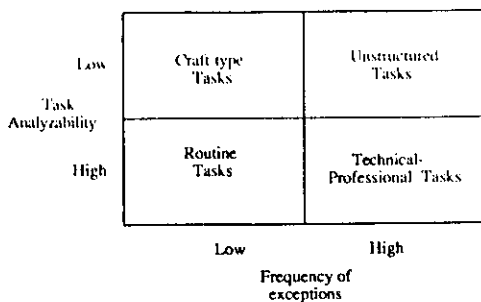 Low
Craft type
Tasks
Unstructured
Tasks
Task
Analyzability
High
Routine
Tasks
Technical-
Professional Tasks
Low
High
Frequency of
exceptions